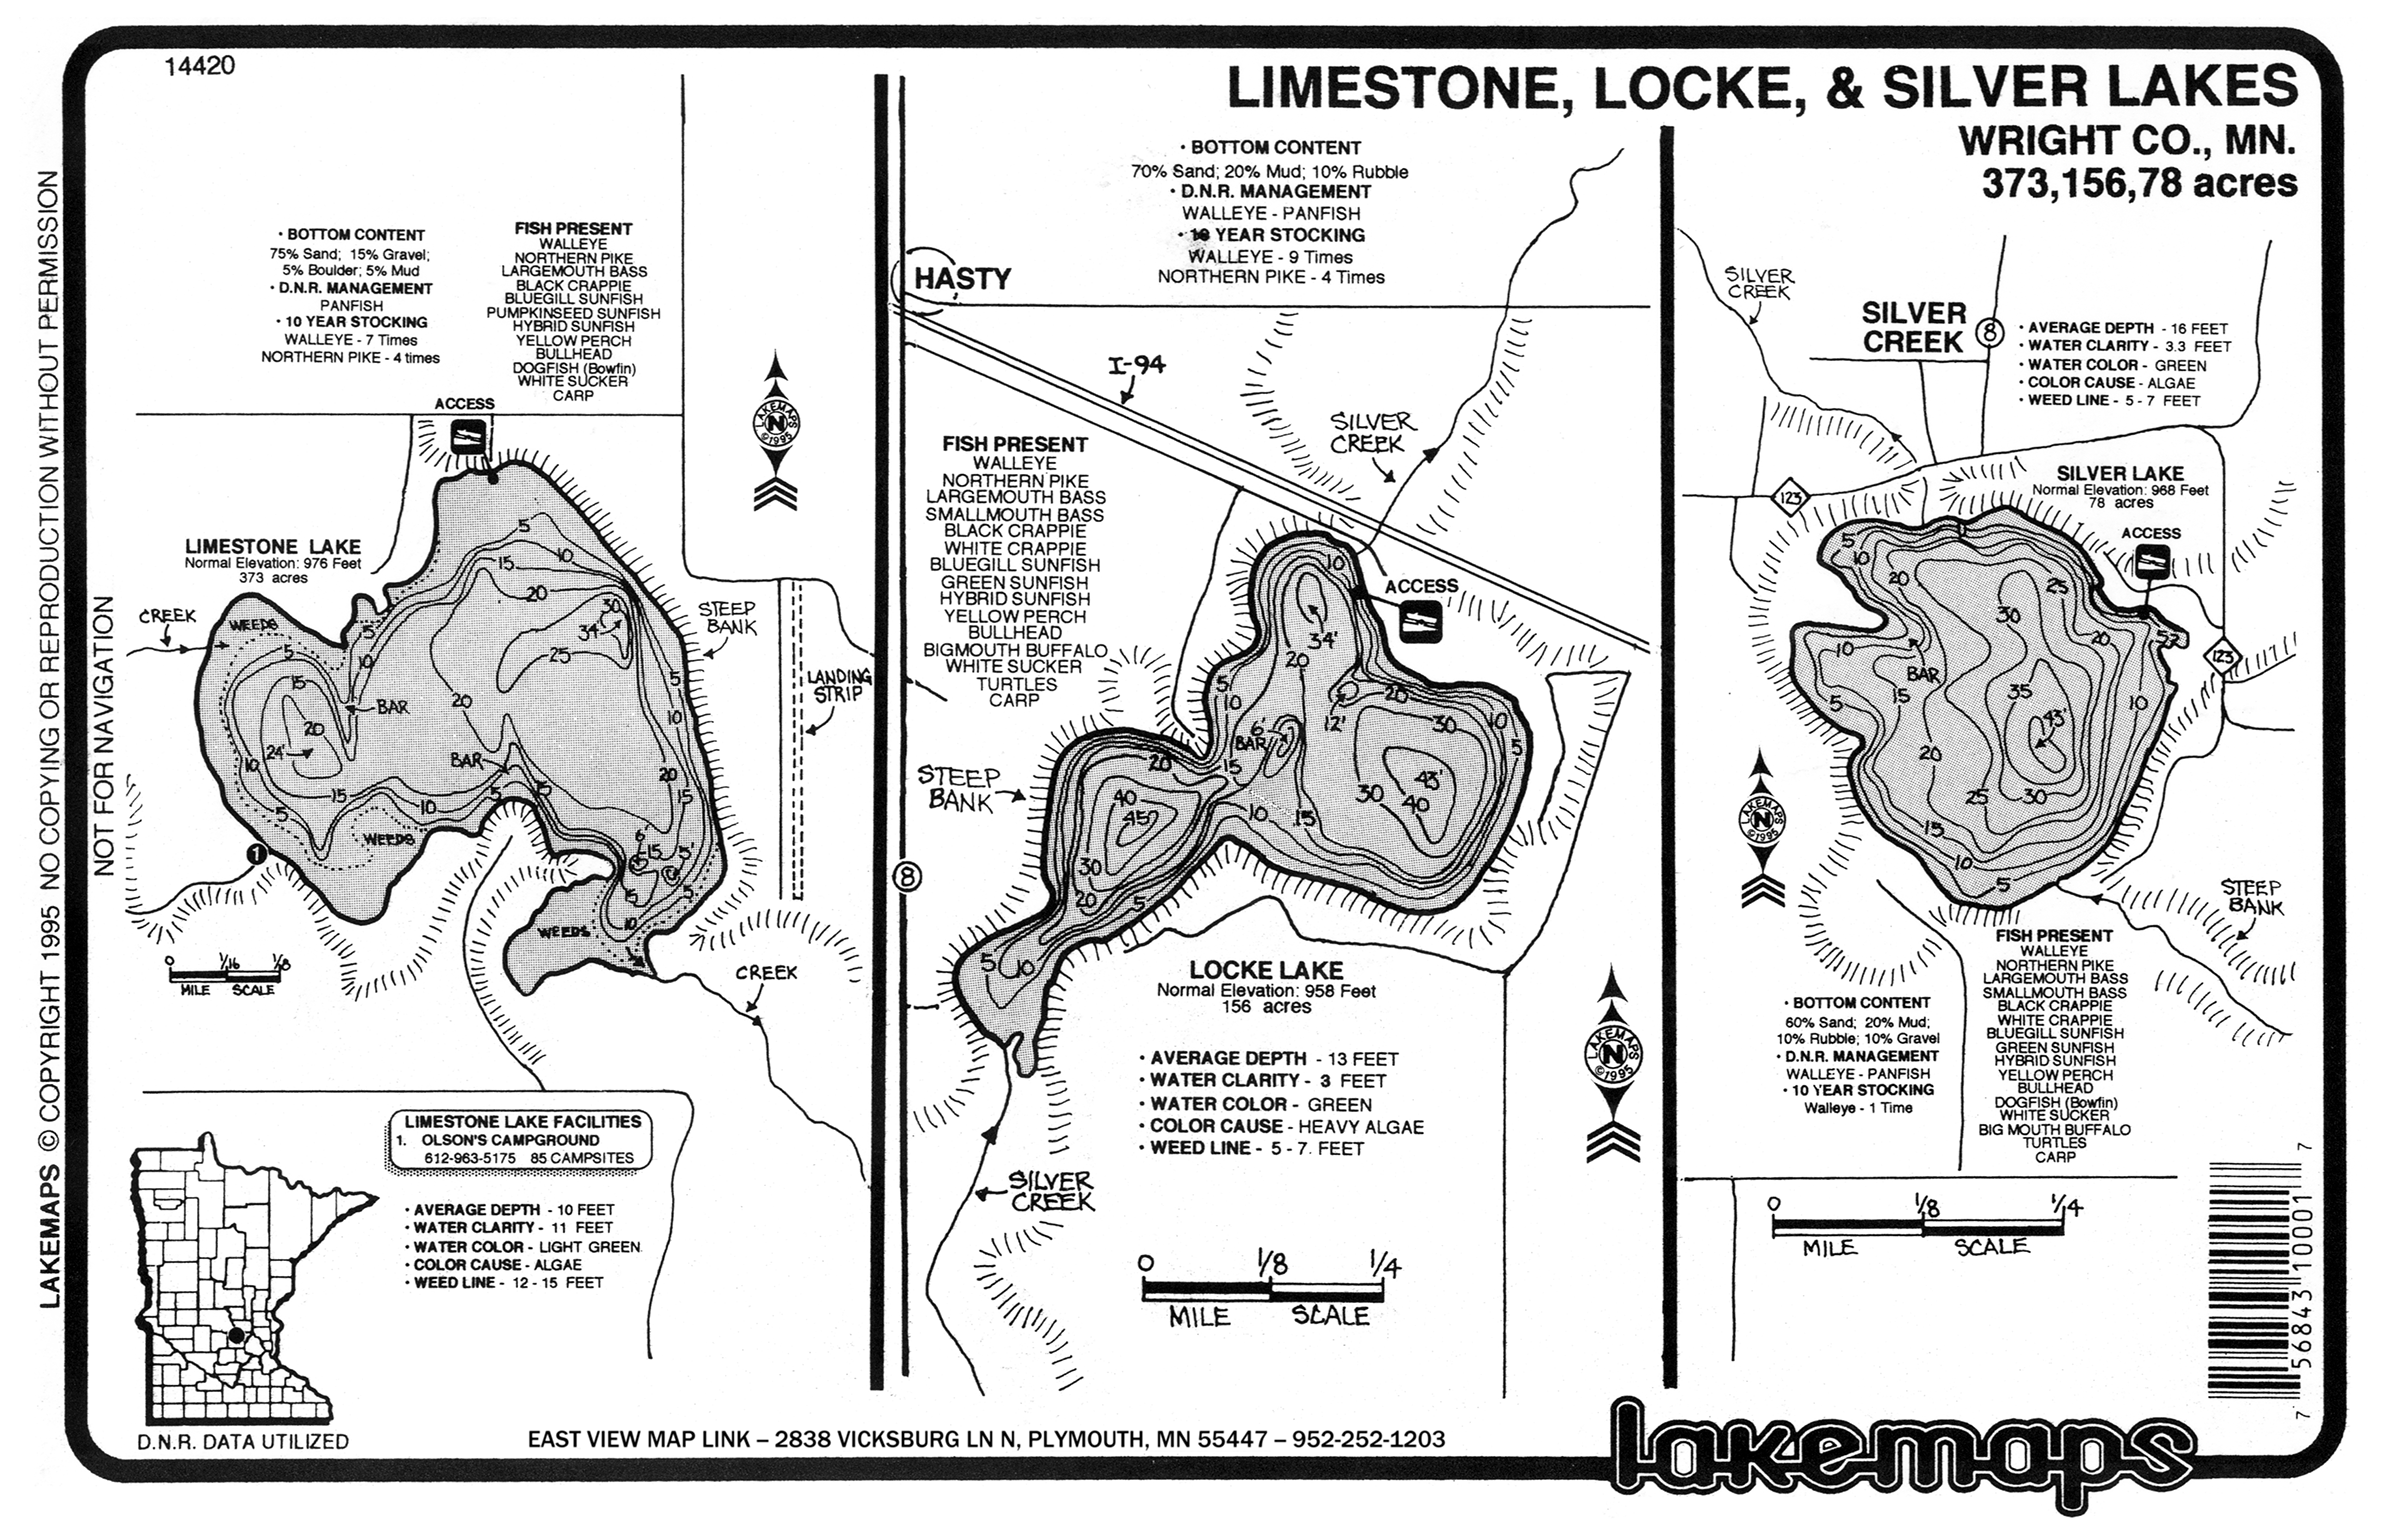 14420
LIMESTONE, LOCKE, & SILVER LAKES
WRIGHT CO., MN.
373,156,78 acres
LAKEMAPS © COPYRIGHT 1995 NO COPYING OR REPRODUCTION WITHOUT PERMISSION
NOT FOR NAVIGATION
• BOTTOM CONTENT
75% Sand; 15% Gravel;
5% Boulder; 5% Mud
• D.N.R. MANAGEMENT
PANFISH
• 10 YEAR STOCKING
WALLEYE - 7 Times
NORTHERN PIKE - 4 times
FISH PRESENT
WALLEYE
NORTHERN PIKE
LARGEMOUTH BASS
BLACK CRAPPIE
BLUEGILL SUNFISH
PUMPKINSEED SUNFISH
HYBRID SUNFISH
YELLOW PERCH
BULLHEAD
DOGFISH (Bowfin)
WHITE SUCKER
CARP
ACCESS
LAKEMAPS
N
©1995
LIMESTONE LAKE
Normal Elevation: 976 Feet
373 acres
CREEK
WEEDS
5
10
15
20
24'
BAR
5
10
15
20
25
30
34'
20
BAR
STEEP
BANK
LANDING
STRIP
5
10
20
15
15
10
5
15
5
WEEDS
6'
15
5'
5
15
10
WEEDS
1
CREEK
0 1/16 1/8
MILE SCALE
LIMESTONE LAKE FACILITIES
1. OLSON'S CAMPGROUND
612-963-5175 85 CAMPSITES
• AVERAGE DEPTH - 10 FEET
• WATER CLARITY - 11 FEET
• WATER COLOR - LIGHT GREEN
• COLOR CAUSE - ALGAE
• WEED LINE - 12 - 15 FEET
D.N.R. DATA UTILIZED
• BOTTOM CONTENT
70% Sand; 20% Mud; 10% Rubble
• D.N.R. MANAGEMENT
WALLEYE - PANFISH
• 10 YEAR STOCKING
WALLEYE - 9 Times
NORTHERN PIKE - 4 Times
HASTY
I-94
SILVER
CREEK
FISH PRESENT
WALLEYE
NORTHERN PIKE
LARGEMOUTH BASS
SMALLMOUTH BASS
BLACK CRAPPIE
WHITE CRAPPIE
BLUEGILL SUNFISH
GREEN SUNFISH
HYBRID SUNFISH
YELLOW PERCH
BULLHEAD
BIGMOUTH BUFFALO
WHITE SUCKER
TURTLES
CARP
ACCESS
10
34'
20
5
10
12'
20
30
10
5
6'
BAR
15
43'
40
30
15
10
20
40
45'
30
20
5
5
10
STEEP
BANK
8
LOCKE LAKE
Normal Elevation: 958 Feet
156 acres
• AVERAGE DEPTH - 13 FEET
• WATER CLARITY - 3 FEET
• WATER COLOR - GREEN
• COLOR CAUSE - HEAVY ALGAE
• WEED LINE - 5 - 7. FEET
LAKEMAPS
N
©1995
SILVER
CREEK
0 1/8 1/4
MILE SCALE
SILVER
CREEK
SILVER
CREEK
8
• AVERAGE DEPTH - 16 FEET
• WATER CLARITY - 3.3 FEET
• WATER COLOR - GREEN
• COLOR CAUSE - ALGAE
• WEED LINE - 5 - 7 FEET
123
SILVER LAKE
Normal Elevation: 968 Feet
78 acres
ACCESS
123
5
10
20
25
30
20
5
10
BAR
15
5
35
43'
10
20
25
30
15
10
5
LAKEMAPS
N
©1995
STEEP
BANK
• BOTTOM CONTENT
60% Sand; 20% Mud;
10% Rubble; 10% Gravel
• D.N.R. MANAGEMENT
WALLEYE - PANFISH
• 10 YEAR STOCKING
Walleye - 1 Time
FISH PRESENT
WALLEYE
NORTHERN PIKE
LARGEMOUTH BASS
SMALLMOUTH BASS
BLACK CRAPPIE
WHITE CRAPPIE
BLUEGILL SUNFISH
GREEN SUNFISH
HYBRID SUNFISH
YELLOW PERCH
BULLHEAD
DOGFISH (Bowfin)
WHITE SUCKER
BIG MOUTH BUFFALO
TURTLES
CARP
0 1/8 1/4
MILE SCALE
7 56843 10001 7
EAST VIEW MAP LINK – 2838 VICKSBURG LN N, PLYMOUTH, MN 55447 – 952-252-1203
lakemaps